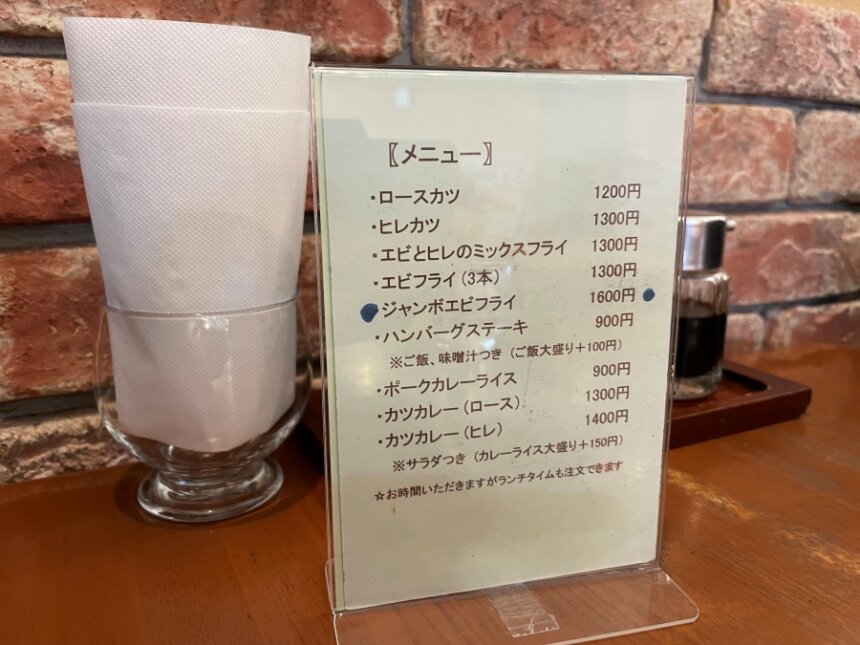 〖メニュー〗
・ロースカツ 1200円
・ヒレカツ 1300円
・エビとヒレのミックスフライ 1300円
・エビフライ（3本） 1300円
・ジャンボエビフライ 1600円
・ハンバーグステーキ 900円
※ご飯、味噌汁つき（ご飯大盛り＋100円）
・ポークカレーライス 900円
・カツカレー（ロース） 1300円
・カツカレー（ヒレ） 1400円
※サラダつき（カレーライス大盛り＋150円）
☆お時間いただきますがランチタイムも注文できます